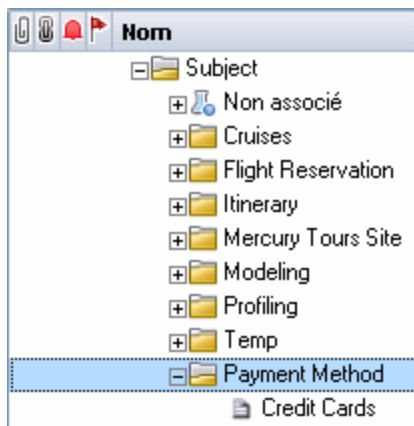 Nom
Subject
Non associé
Cruises
Flight Reservation
Itinerary
Mercury Tours Site
Modeling
Profiling
Temp
Payment Method
Credit Cards